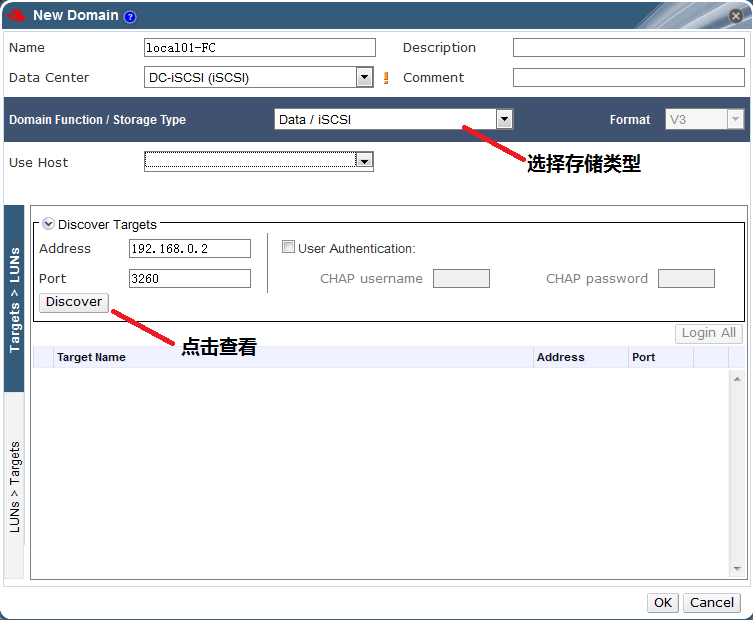 New Domain ?
Name local01-FC Description
Data Center DC-iSCSI (iSCSI) ! Comment
Domain Function / Storage Type Data / iSCSI Format V3
Use Host
选择存储类型
Targets > LUNs
LUNs > Targets
Discover Targets
Address 192.168.0.2 User Authentication:
Port 3260 CHAP username CHAP password
Discover
点击查看
Login All
Target Name Address Port
OK Cancel